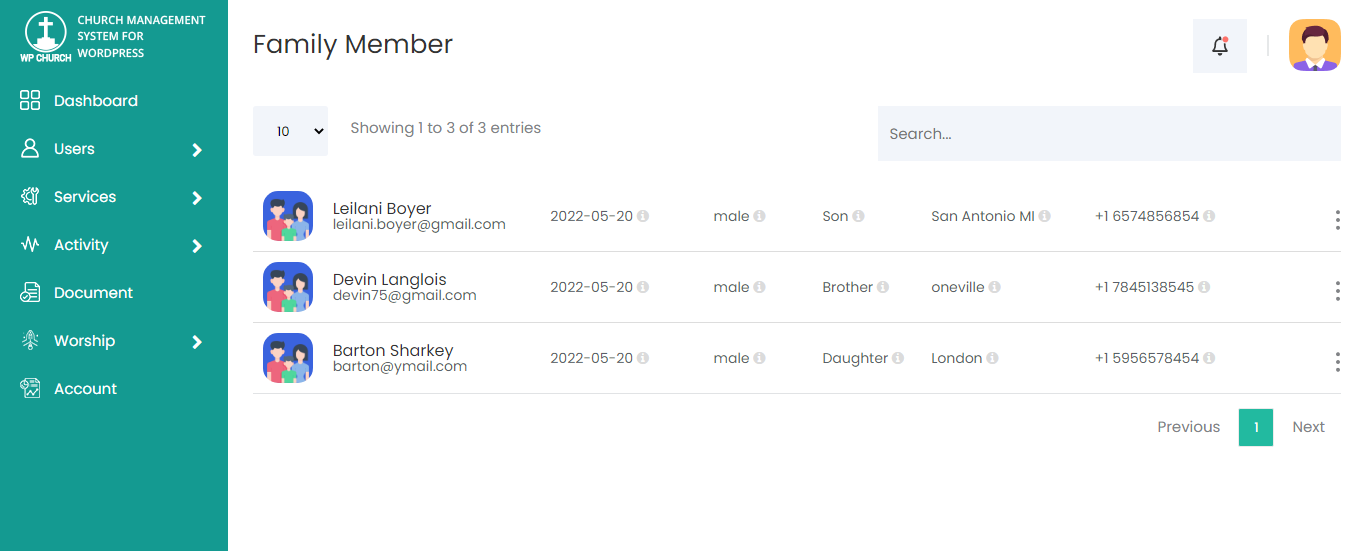 CHURCH MANAGEMENT
SYSTEM FOR
WORDPRESS
WP CHURCH
Dashboard
Users
Services
Activity
Document
Worship
Account
Family Member
10
Showing 1 to 3 of 3 entries
Search...
Leilani Boyer
leilani.boyer@gmail.com
2022-05-20 male Son San Antonio MI +1 6574856854
Devin Langlois
devin75@gmail.com
2022-05-20 male Brother oneville +1 7845138545
Barton Sharkey
barton@ymail.com
2022-05-20 male Daughter London +1 5956578454
Previous 1 Next